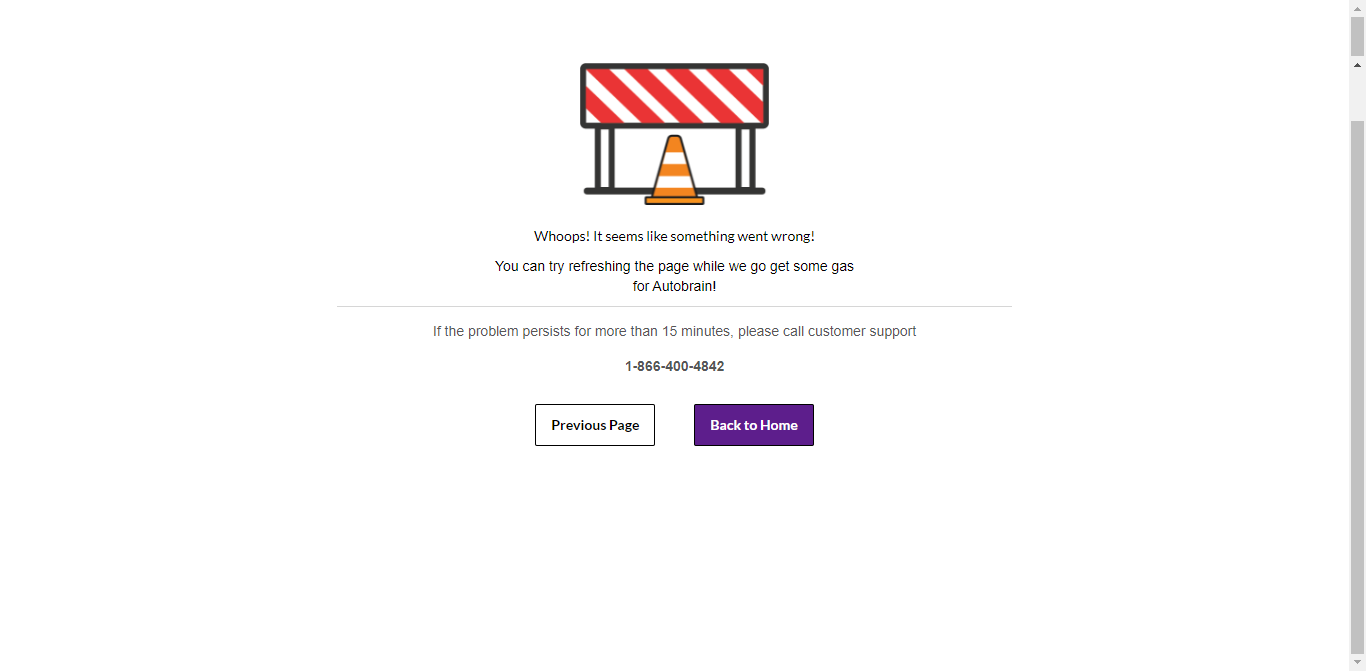 Whoops! It seems like something went wrong!
You can try refreshing the page while we go get some gas
for Autobrain!
If the problem persists for more than 15 minutes, please call customer support
1-866-400-4842
Previous Page
Back to Home